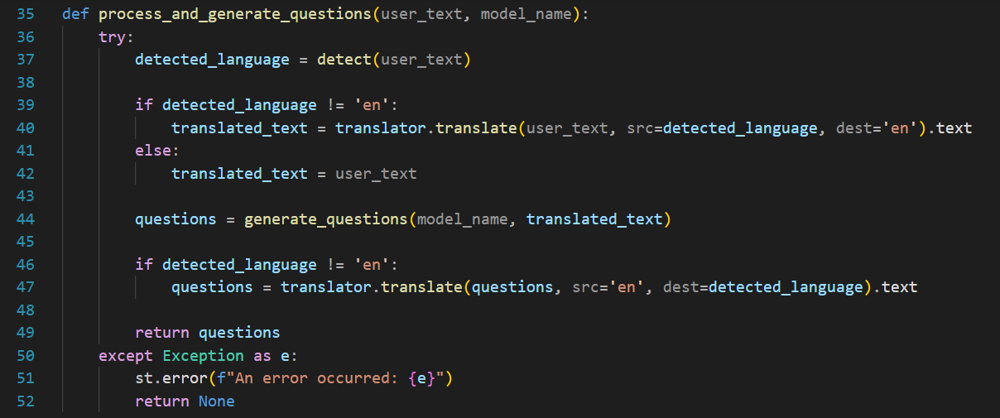 35 def process_and_generate_questions(user_text, model_name):
36     try:
37         detected_language = detect(user_text)
38
39         if detected_language != 'en':
40             translated_text = translator.translate(user_text, src=detected_language, dest='en').text
41         else:
42             translated_text = user_text
43
44         questions = generate_questions(model_name, translated_text)
45
46         if detected_language != 'en':
47             questions = translator.translate(questions, src='en', dest=detected_language).text
48
49         return questions
50     except Exception as e:
51         st.error(f"An error occurred: {e}")
52         return None